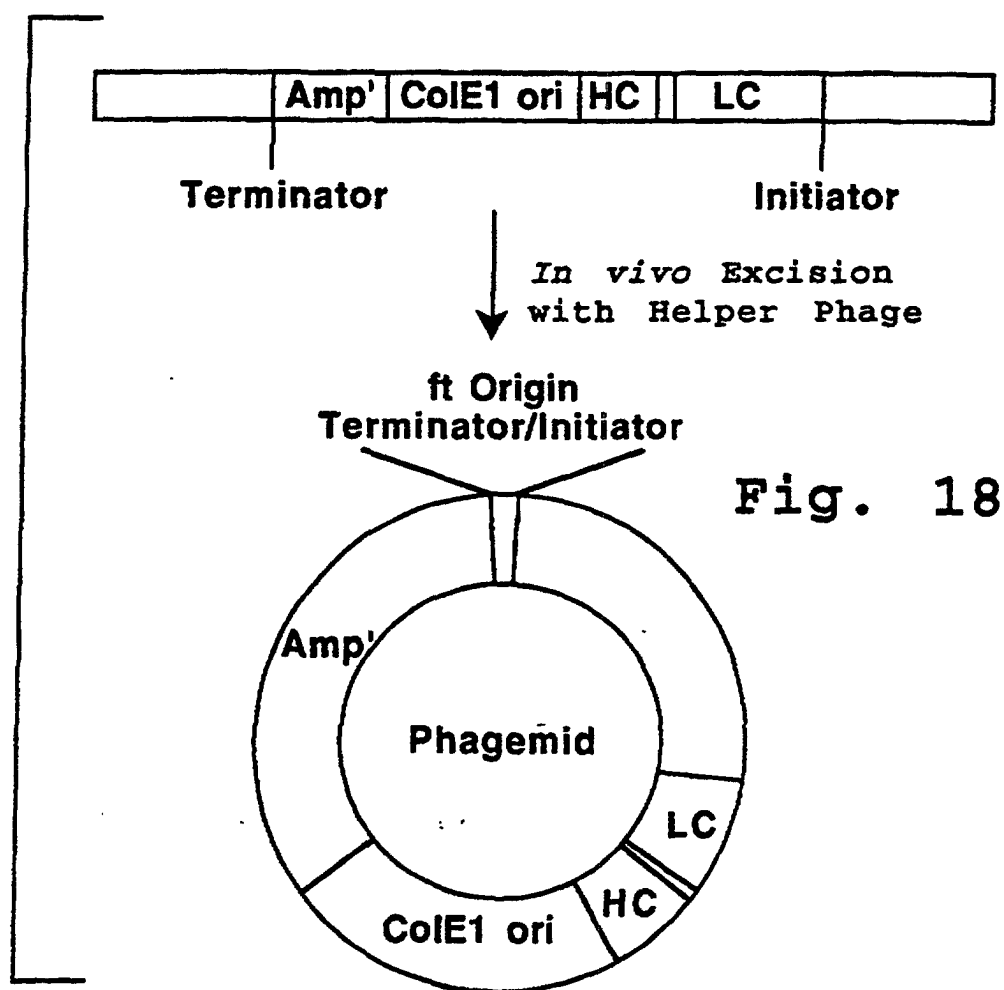 Amp' ColE1 ori HC LC
Terminator Initiator
In vivo Excision
with Helper Phage
ft Origin
Terminator/Initiator
Fig. 18
Amp'
Phagemid
LC
HC
ColE1 ori